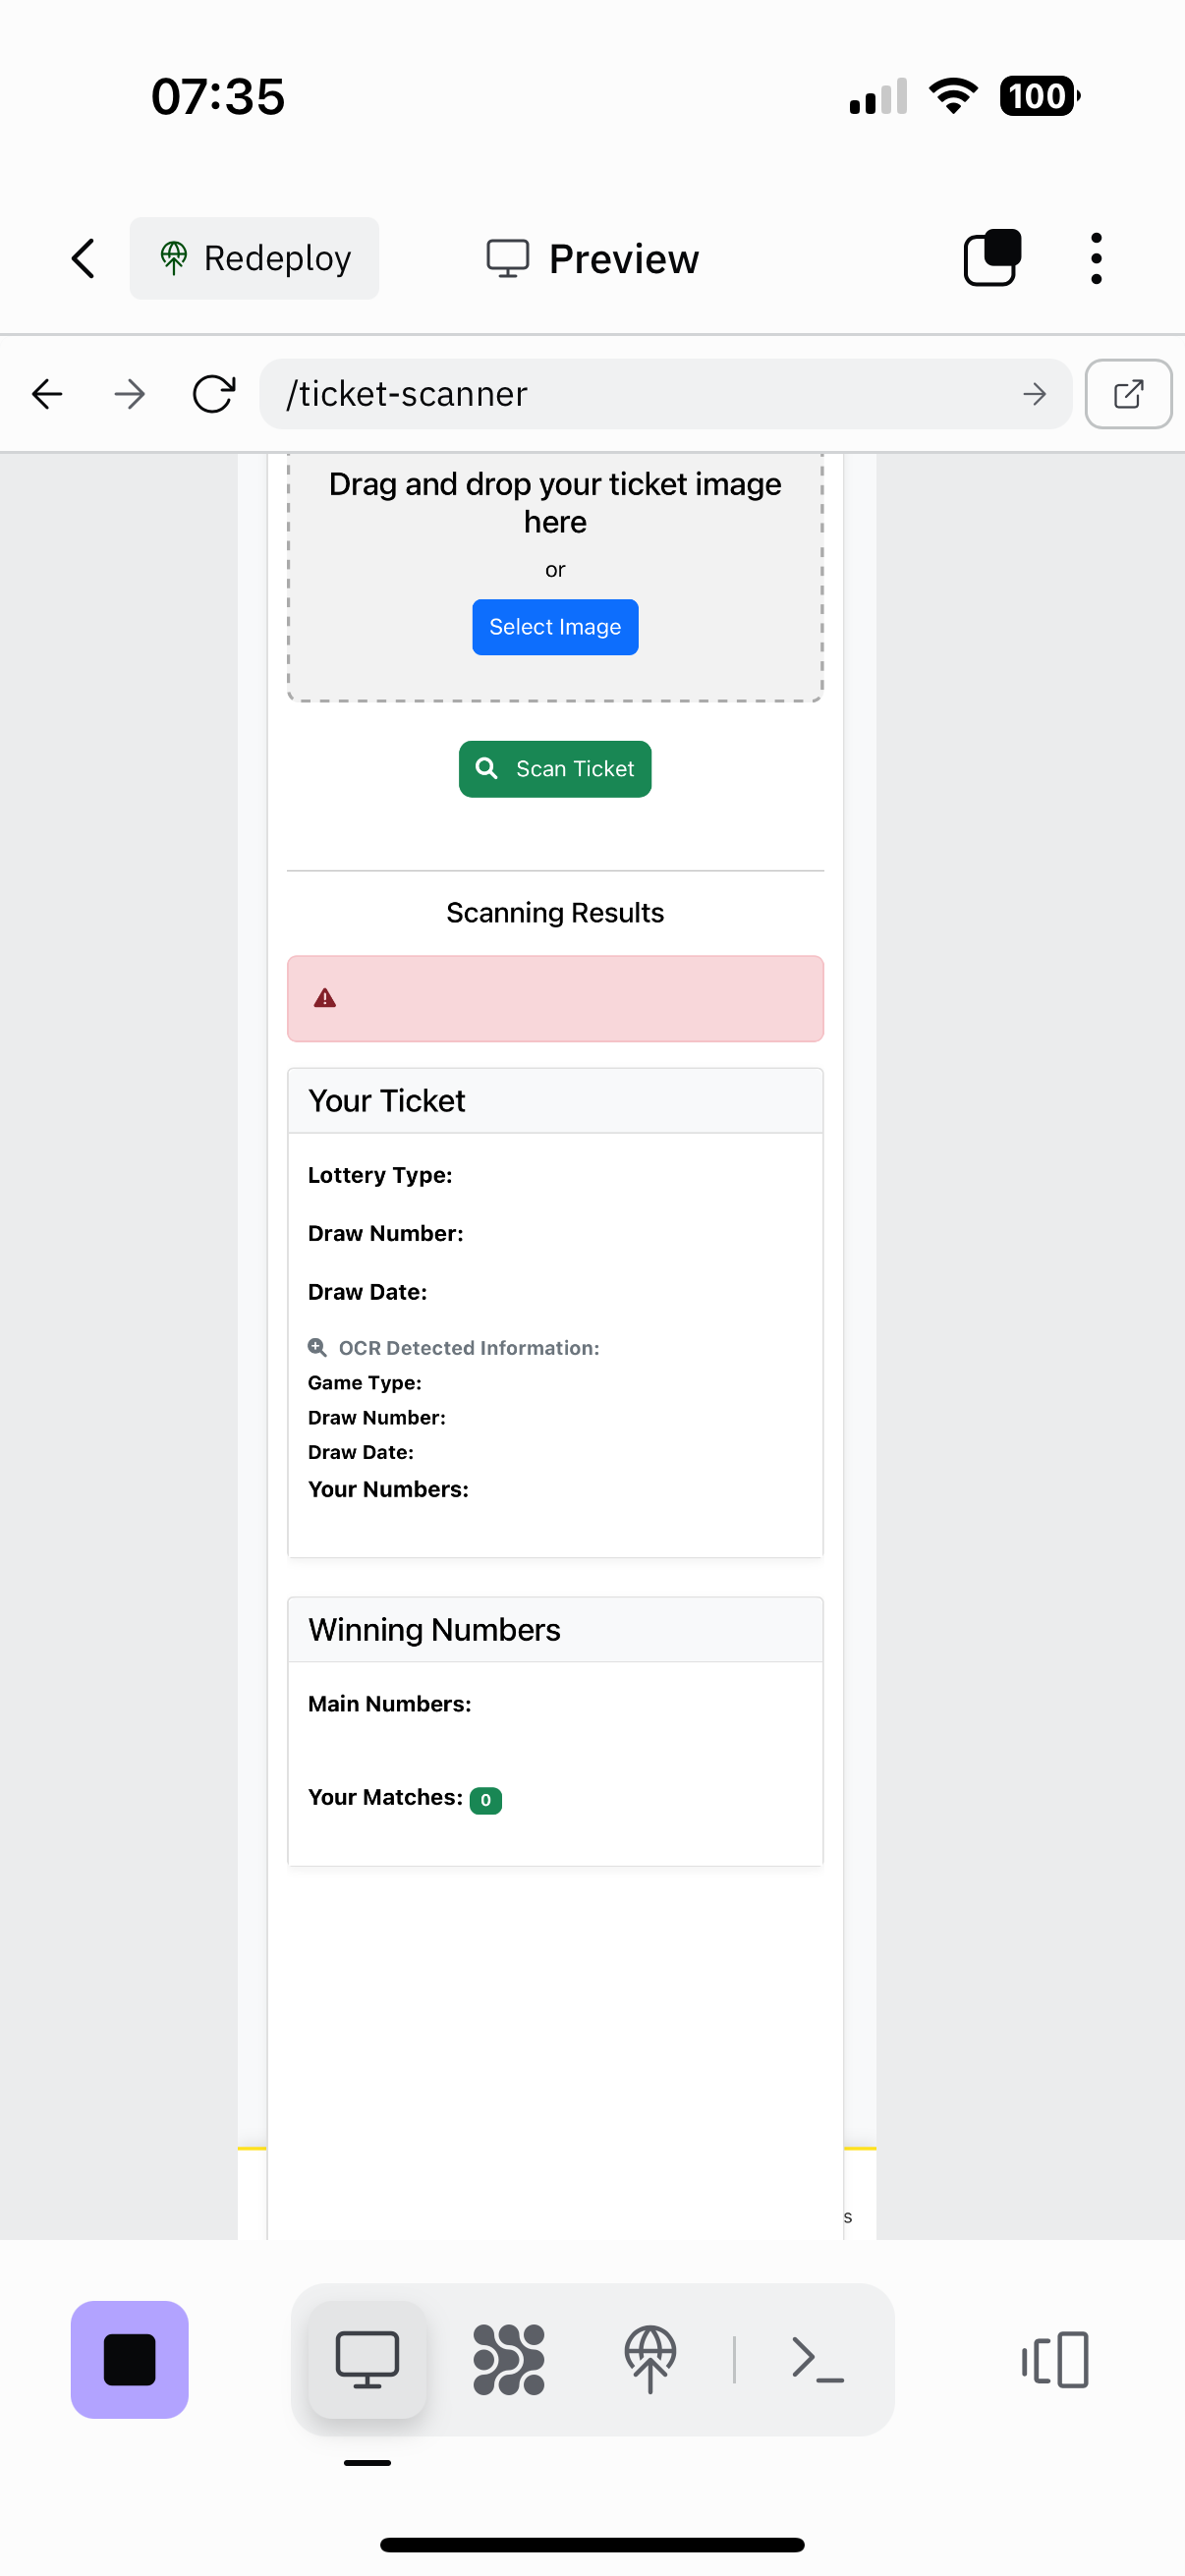 07:35
100
Redeploy
Preview
/ticket-scanner
Drag and drop your ticket image
here
or
Select Image
Scan Ticket
Scanning Results
Your Ticket
Lottery Type:
Draw Number:
Draw Date:
OCR Detected Information:
Game Type:
Draw Number:
Draw Date:
Your Numbers:
Winning Numbers
Main Numbers:
Your Matches: 0
s